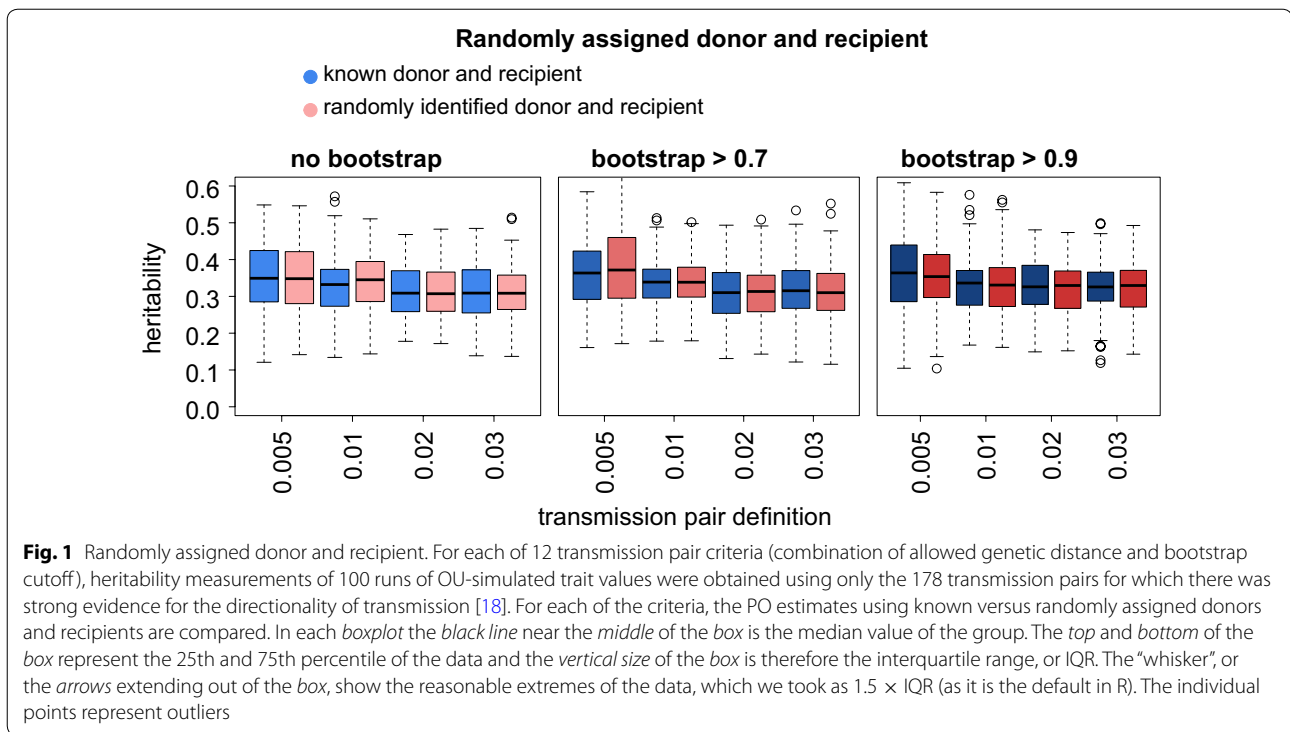 Randomly assigned donor and recipient
known donor and recipient
randomly identified donor and recipient
no bootstrap
bootstrap > 0.7
bootstrap > 0.9
heritability
0.6
0.5
0.4
0.3
0.2
0.1
0.0
0.005
0.01
0.02
0.03
0.005
0.01
0.02
0.03
0.005
0.01
0.02
0.03
transmission pair definition
Fig. 1 Randomly assigned donor and recipient. For each of 12 transmission pair criteria (combination of allowed genetic distance and bootstrap
cutoff), heritability measurements of 100 runs of OU-simulated trait values were obtained using only the 178 transmission pairs for which there was
strong evidence for the directionality of transmission [18]. For each of the criteria, the PO estimates using known versus randomly assigned donors
and recipients are compared. In each boxplot the black line near the middle of the box is the median value of the group. The top and bottom of the
box represent the 25th and 75th percentile of the data and the vertical size of the box is therefore the interquartile range, or IQR. The “whisker”, or
the arrows extending out of the box, show the reasonable extremes of the data, which we took as 1.5 × IQR (as it is the default in R). The individual
points represent outliers